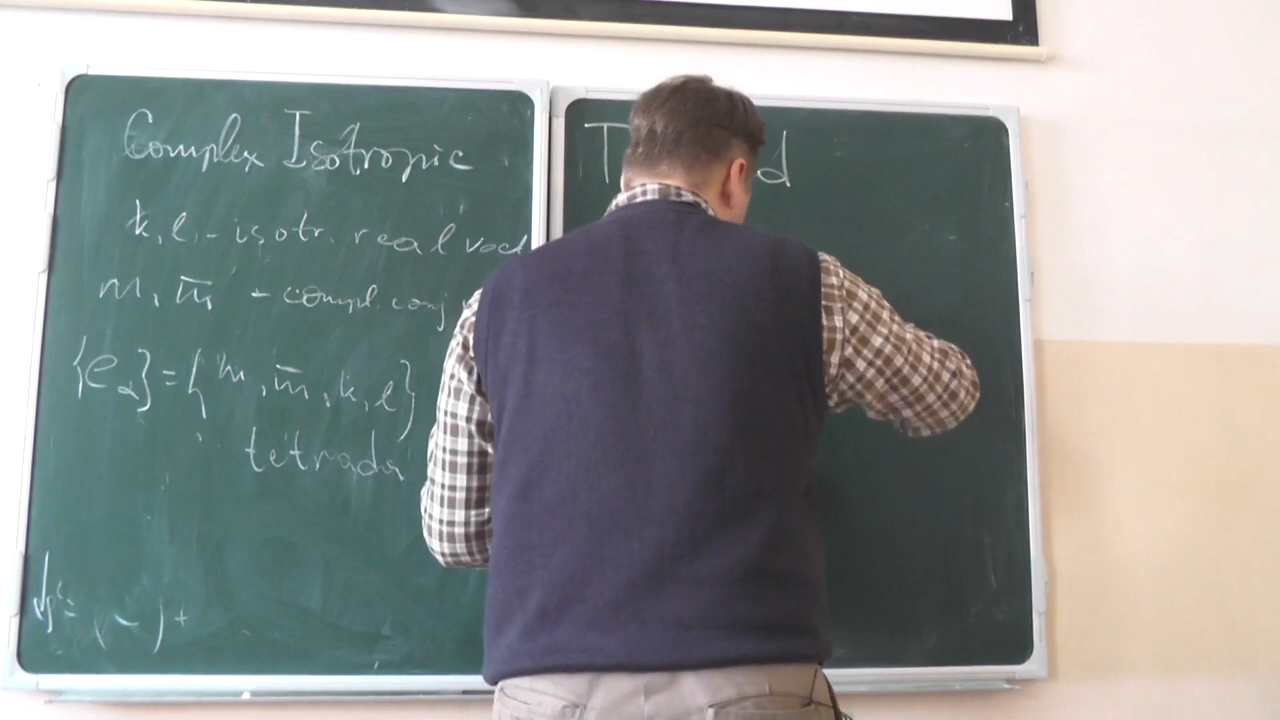 Complex Isotropic T d
k, l, - isotr. real vect
m, m̅ - compl. conj
{e_α} = { m, m̅, k, l }
tetrada